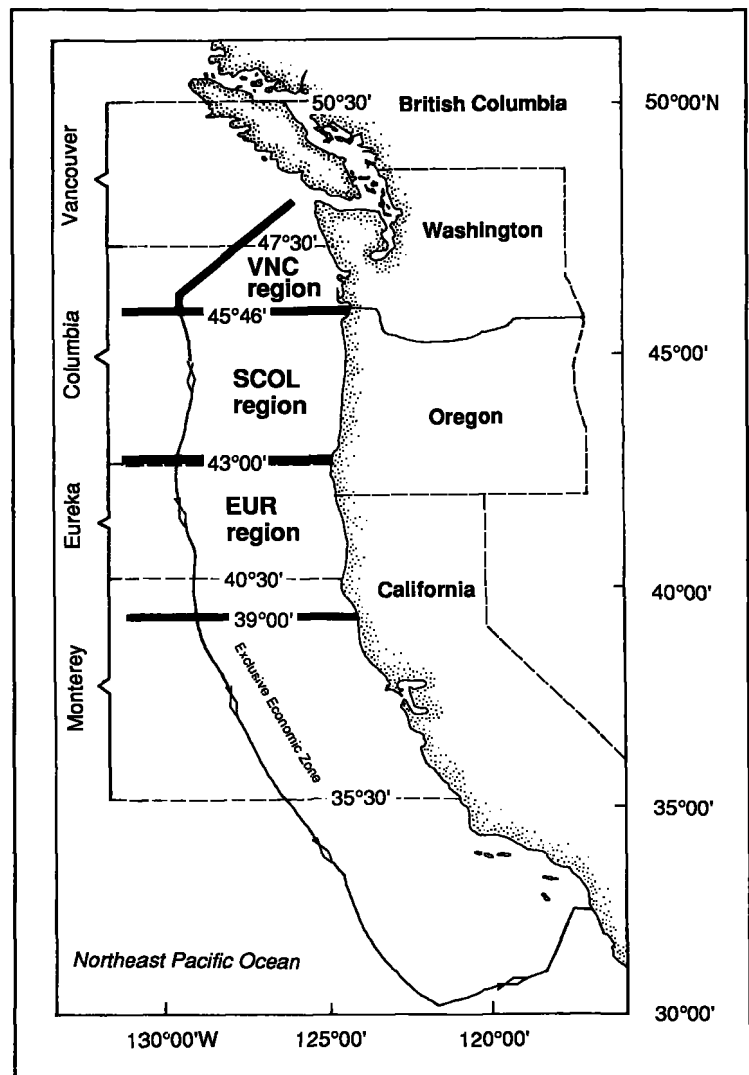 50°30'
British Columbia
50°00'N
Vancouver
Washington
47°30'
VNC
region
45°46'
Columbia
45°00'
SCOL
region
Oregon
43°00'
Eureka
EUR
region
40°30'
California
40°00'
39°00'
Monterey
Exclusive Economic Zone
35°30'
35°00'
Northeast Pacific Ocean
30°00'
130°00'W
125°00'
120°00'